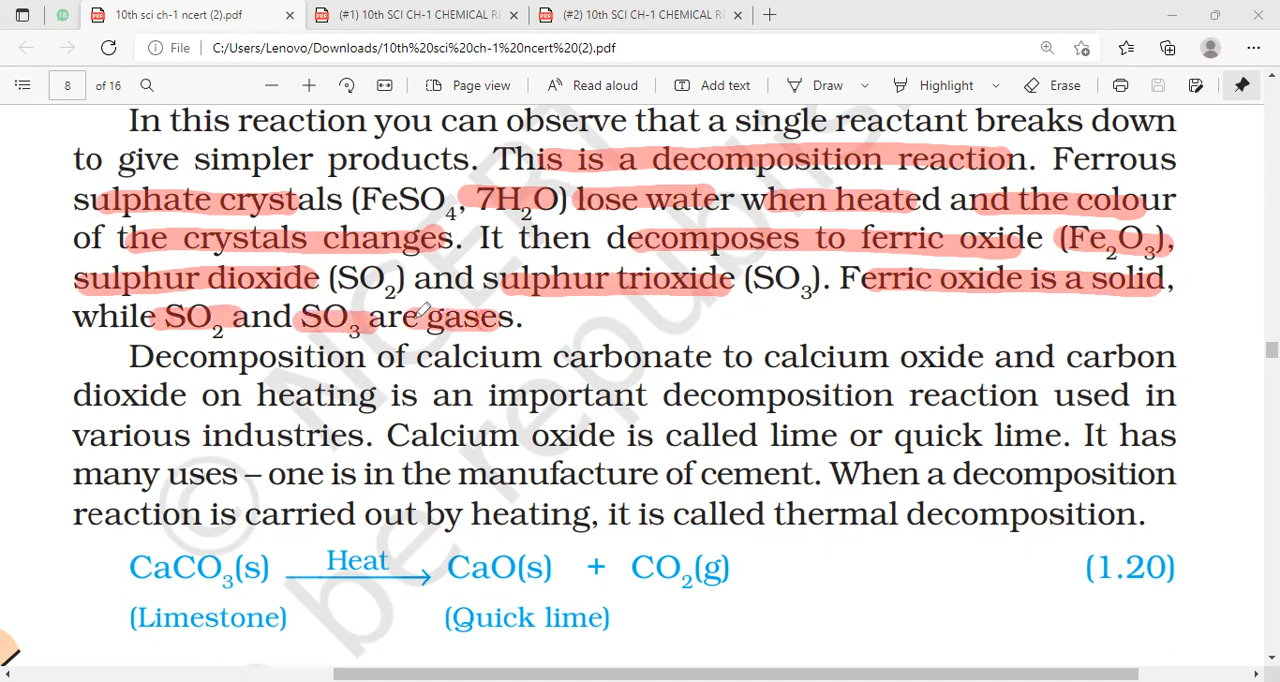 10th sci ch-1 ncert (2).pdf
(#1) 10th SCI CH-1 CHEMICAL R
(#2) 10th SCI CH-1 CHEMICAL R
File C:/Users/Lenovo/Downloads/10th%20sci%20ch-1%20ncert%20(2).pdf
8 of 16 Page view Read aloud Add text Draw Highlight Erase
In this reaction you can observe that a single reactant breaks down
to give simpler products. This is a decomposition reaction. Ferrous
sulphate crystals (FeSO₄, 7H₂O) lose water when heated and the colour
of the crystals changes. It then decomposes to ferric oxide (Fe₂O₃),
sulphur dioxide (SO₂) and sulphur trioxide (SO₃). Ferric oxide is a solid,
while SO₂ and SO₃ are gases.
Decomposition of calcium carbonate to calcium oxide and carbon
dioxide on heating is an important decomposition reaction used in
various industries. Calcium oxide is called lime or quick lime. It has
many uses – one is in the manufacture of cement. When a decomposition
reaction is carried out by heating, it is called thermal decomposition.
Heat
CaCO₃(s) → CaO(s) + CO₂(g) (1.20)
(Limestone) (Quick lime)
© NCERT
be republis